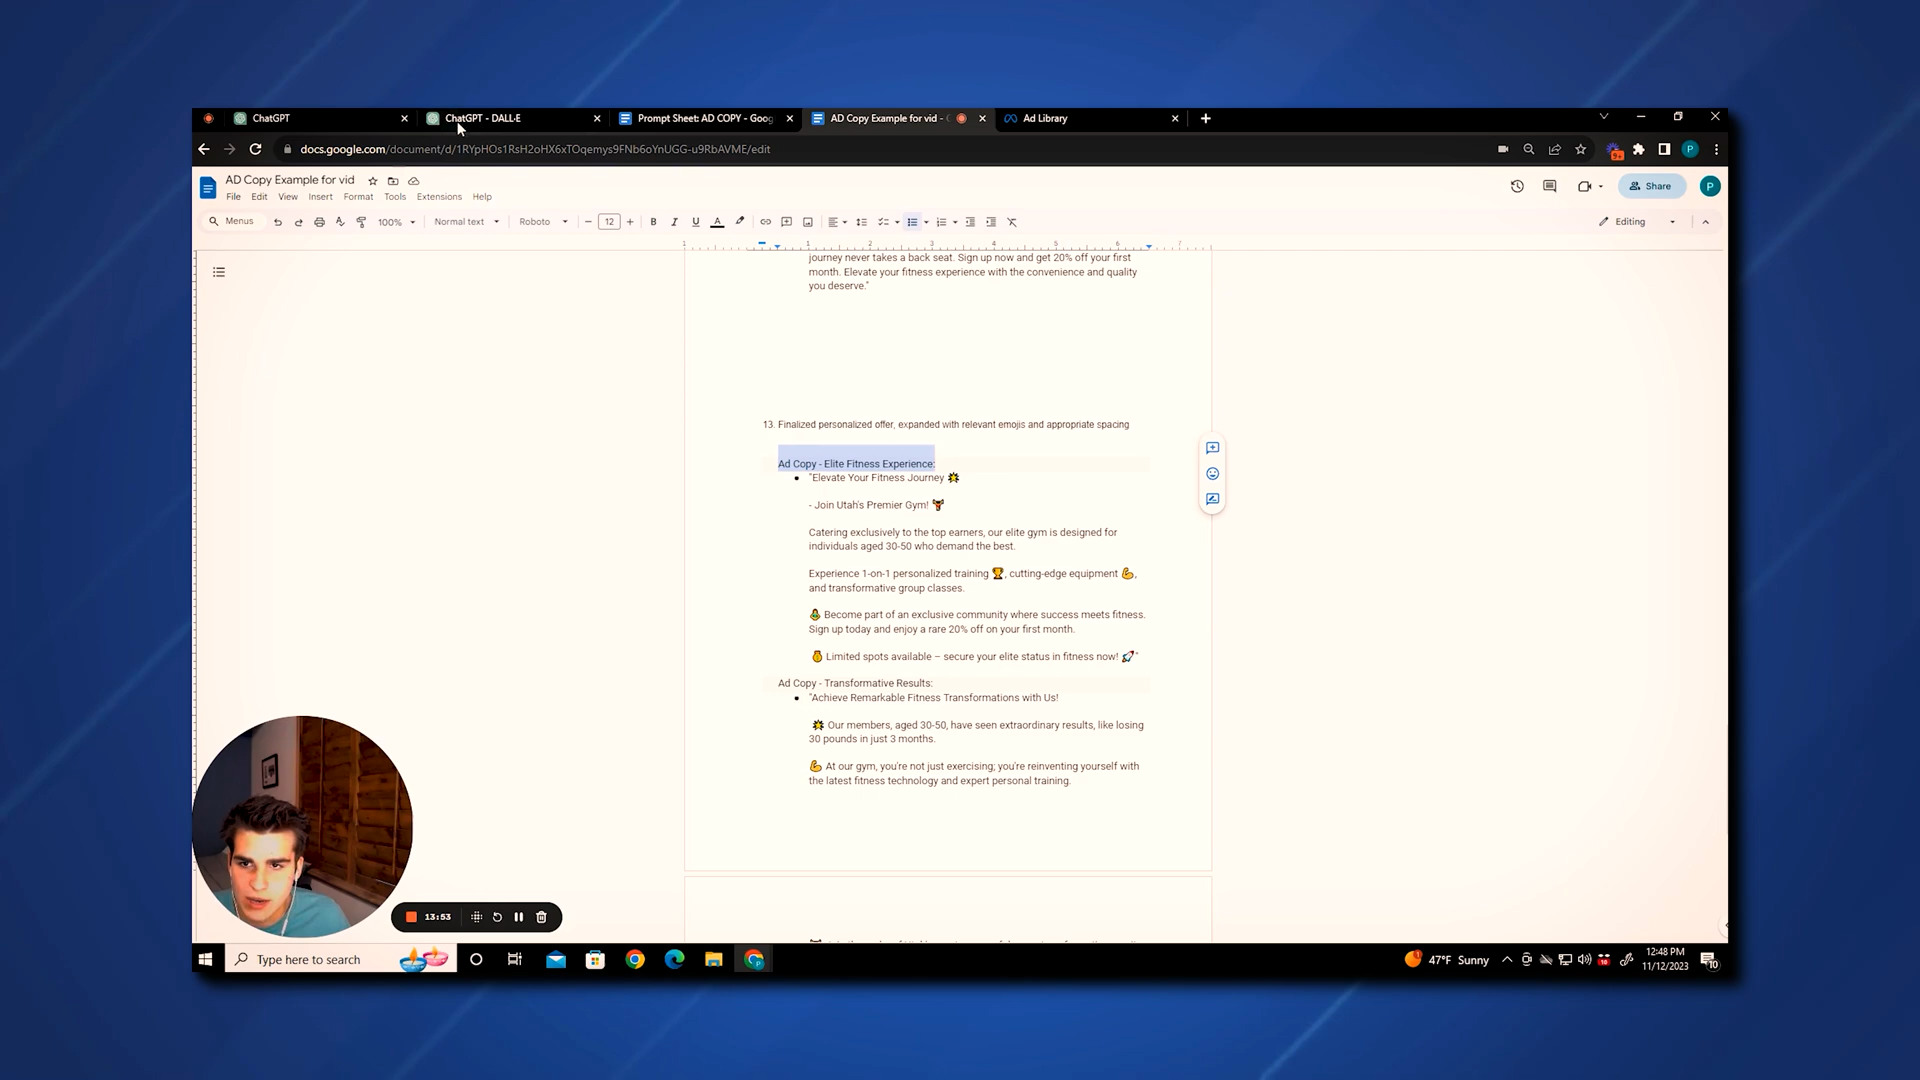 ChatGPT
ChatGPT - DALL·E
Prompt Sheet: AD COPY - Goog
AD Copy Example for vid -
Ad Library
docs.google.com/document/d/1RYpHOs1RsH2oHX6xTOqemys9FNb6oYnUGG-u9RbAVME/edit
9+
P
AD Copy Example for vid
File Edit View Insert Format Tools Extensions Help
Share
P
Menus
100%
Normal text
Roboto
12
B I U A
Editing
1 1 2 3 4 5 6 7
journey never takes a back seat. Sign up now and get 20% off your first
month. Elevate your fitness experience with the convenience and quality
you deserve."
13. Finalized personalized offer, expanded with relevant emojis and appropriate spacing
Ad Copy - Elite Fitness Experience:
"Elevate Your Fitness Journey 🌟
- Join Utah's Premier Gym! 🏋️
Catering exclusively to the top earners, our elite gym is designed for
individuals aged 30-50 who demand the best.
Experience 1-on-1 personalized training 🏆, cutting-edge equipment 💪,
and transformative group classes.
🧘 Become part of an exclusive community where success meets fitness.
Sign up today and enjoy a rare 20% off on your first month.
🏅 Limited spots available – secure your elite status in fitness now! 🚀"
Ad Copy - Transformative Results:
"Achieve Remarkable Fitness Transformations with Us!
🌟 Our members, aged 30-50, have seen extraordinary results, like losing
30 pounds in just 3 months.
💪 At our gym, you're not just exercising; you're reinventing yourself with
the latest fitness technology and expert personal training.
13:53
Type here to search
47°F Sunny
12:48 PM
11/12/2023
10